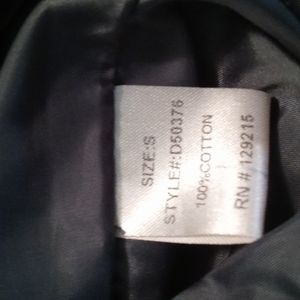 SIZE:S
STYLE#:D50376
100%COTTON
RN # 129215